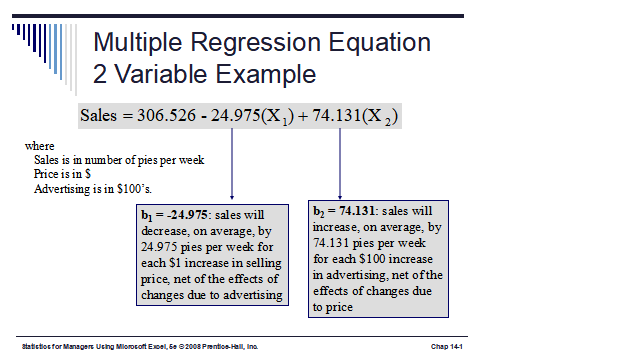 Multiple Regression Equation
2 Variable Example
Sales = 306.526 - 24.975(X₁) + 74.131(X₂)
where
Sales is in number of pies per week
Price is in $
Advertising is in $100's.
b₁ = -24.975: sales will
decrease, on average, by
24.975 pies per week for
each $1 increase in selling
price, net of the effects of
changes due to advertising
b₂ = 74.131: sales will
increase, on average, by
74.131 pies per week
for each $100 increase
in advertising, net of the
effects of changes due
to price
Statistics for Managers Using Microsoft Excel, 5e © 2008 Prentice-Hall, Inc.
Chap 14-1